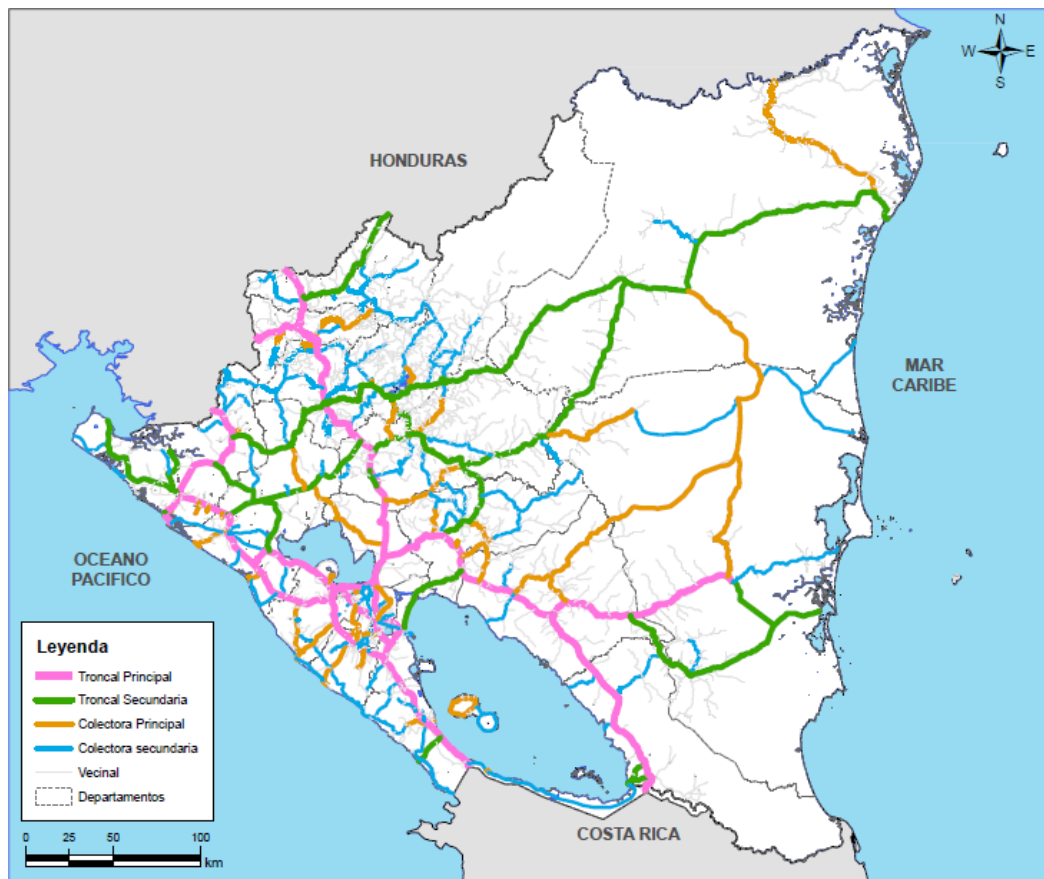 N
W E
S
HONDURAS
MAR
CARIBE
OCEANO
PACIFICO
COSTA RICA
Leyenda
Troncal Principal
Troncal Secundaria
Colectora Principal
Colectora secundaria
Vecinal
Departamentos
0 25 50 100
km